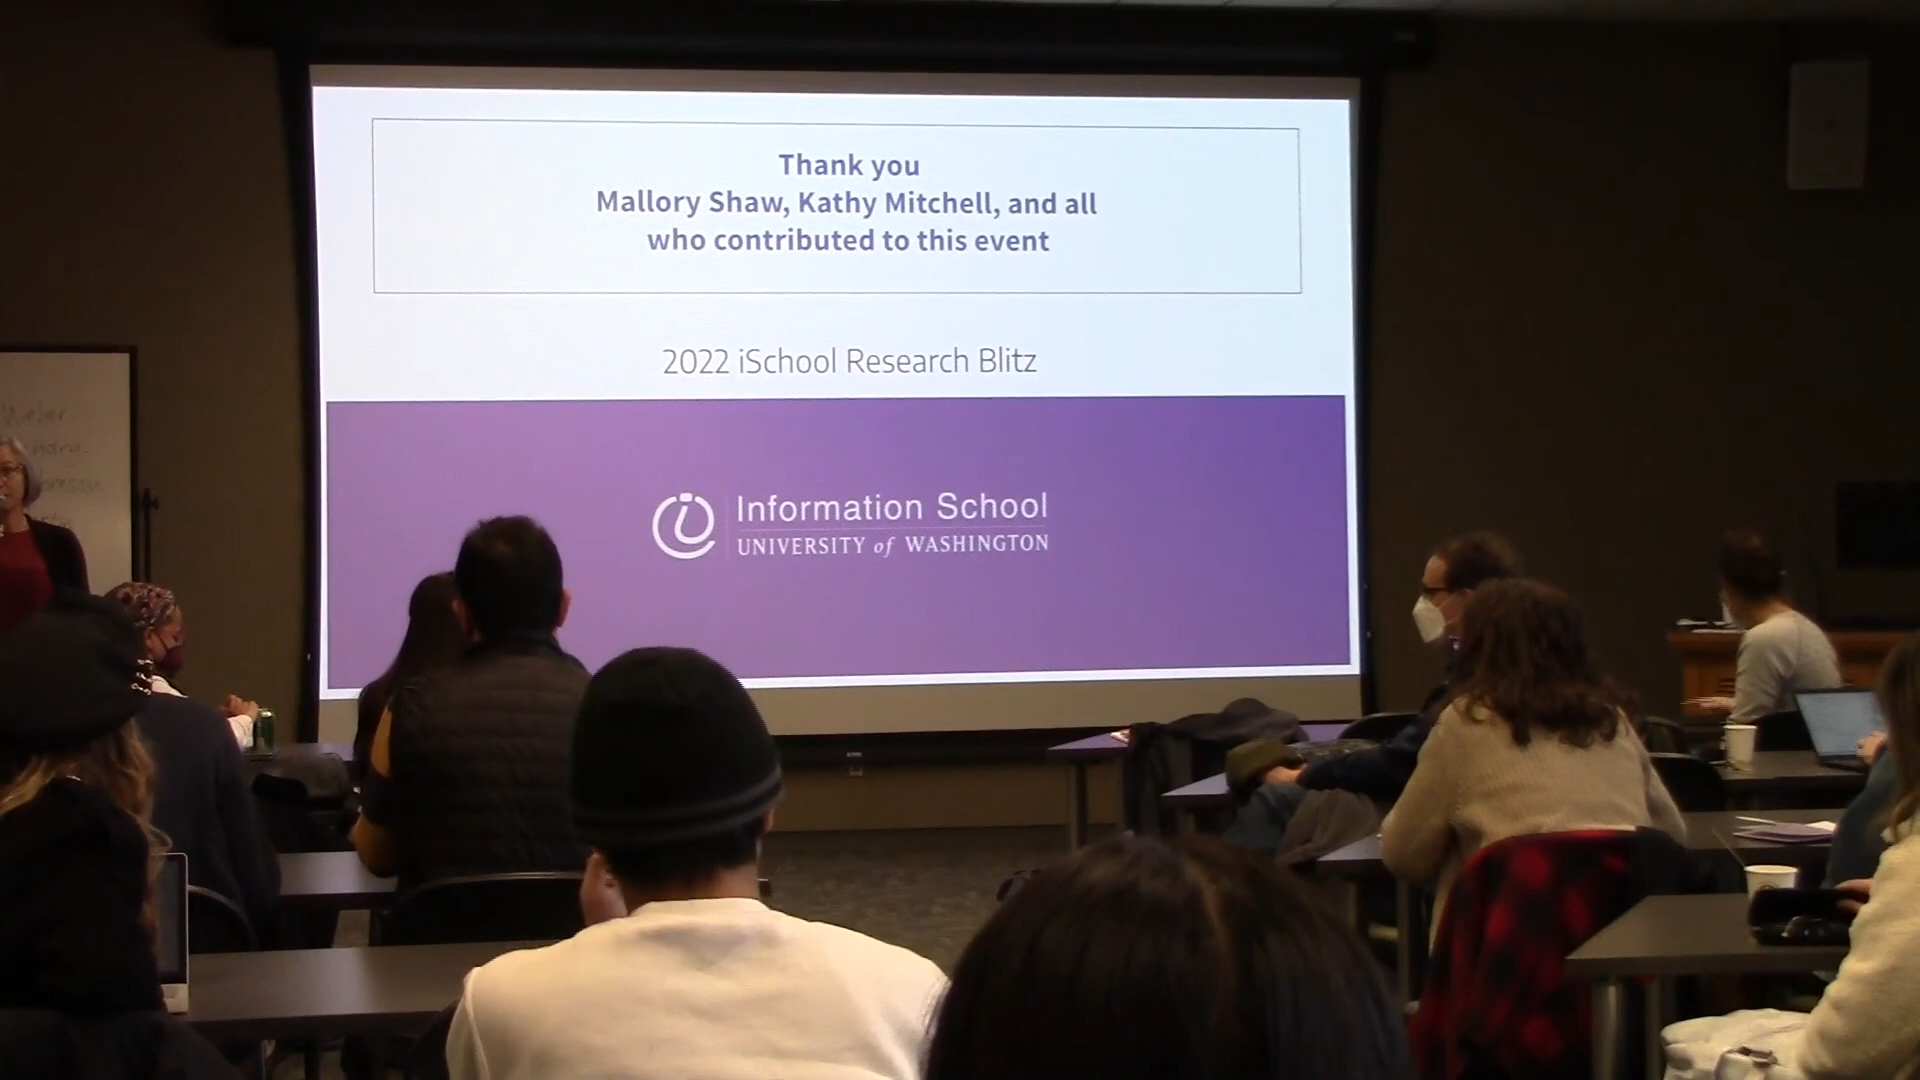 Thank you
Mallory Shaw, Kathy Mitchell, and all
who contributed to this event
2022 iSchool Research Blitz
Information School
UNIVERSITY of WASHINGTON
Weber